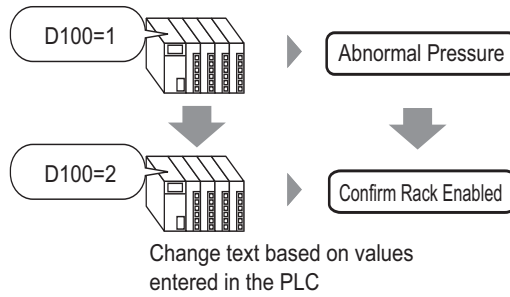 D100=1
Abnormal Pressure
D100=2
Confirm Rack Enabled
Change text based on values
entered in the PLC